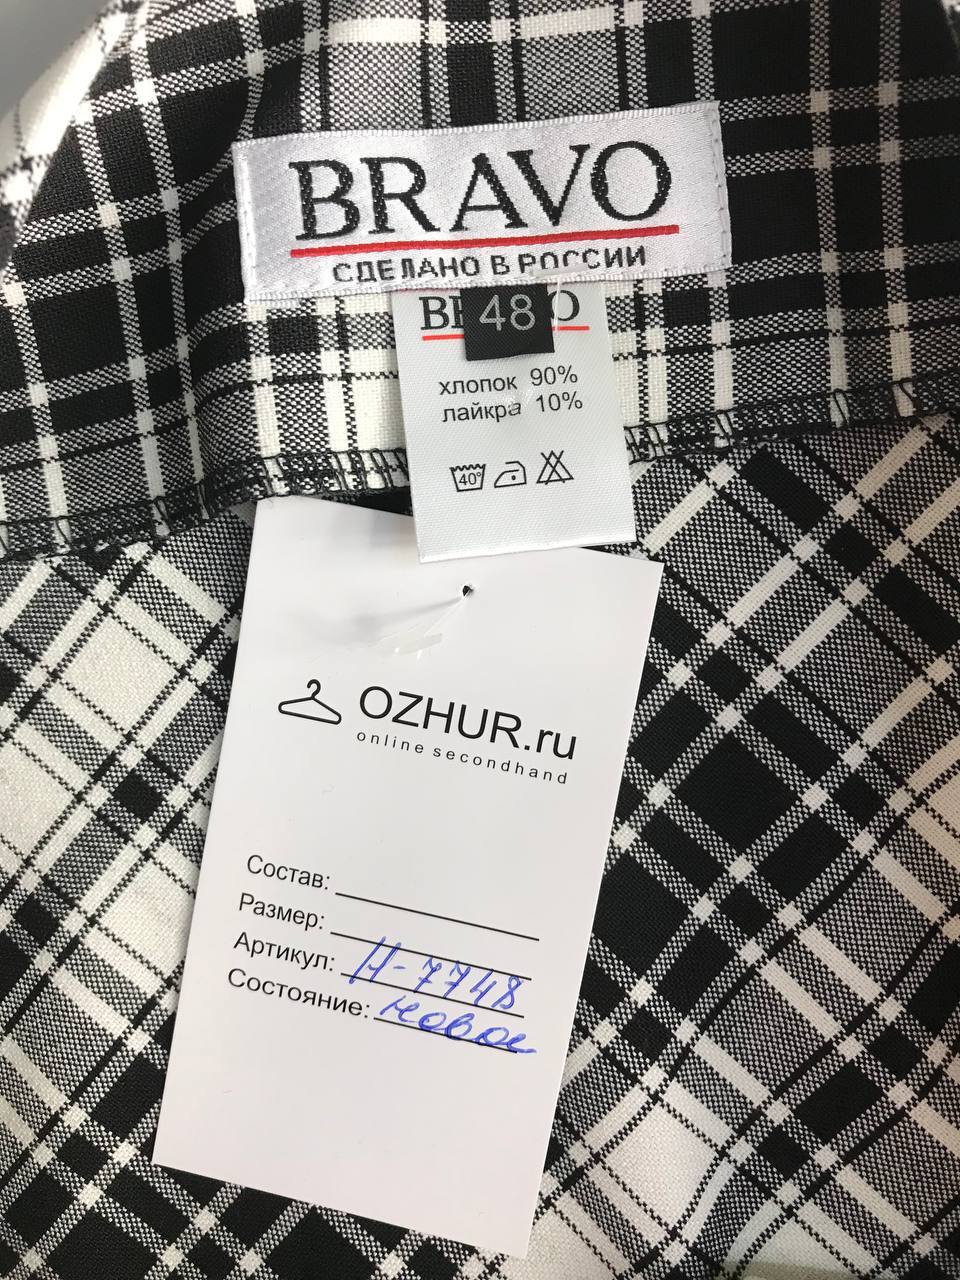 BRAVO
СДЕЛАНО В РОССИИ
48
хлопок 90%
лайкра 10%
40°
OZHUR.ru
online secondhand
Состав:
Размер:
Артикул: Н-7748
Состояние: новое